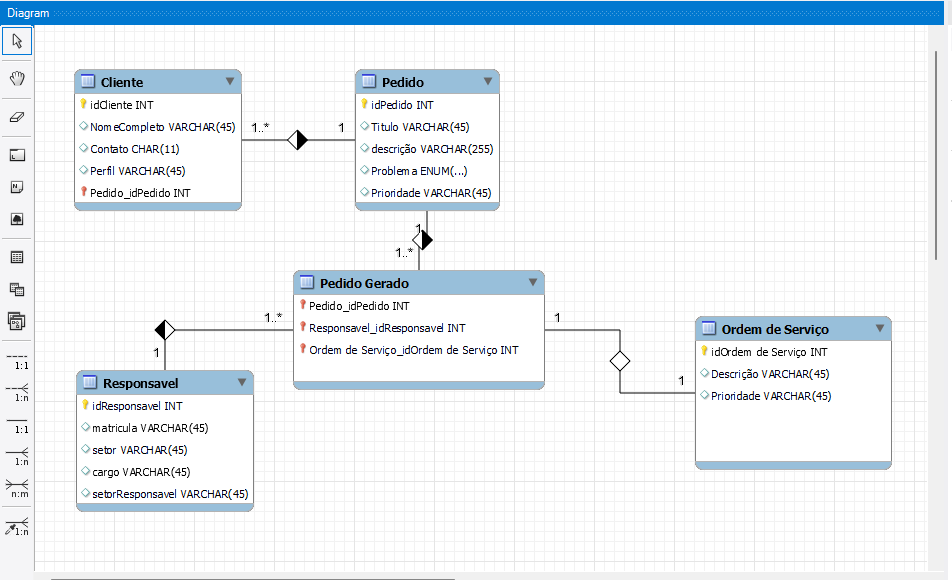 Diagram
Cliente
idCliente INT
NomeCompleto VARCHAR(45)
Contato CHAR(11)
Perfil VARCHAR(45)
Pedido_idPedido INT
1..*
1
Pedido
idPedido INT
Titulo VARCHAR(45)
descrição VARCHAR(255)
Problema ENUM(...)
Prioridade VARCHAR(45)
1
1..*
Pedido Gerado
Pedido_idPedido INT
Responsavel_idResponsavel INT
Ordem de Serviço_idOrdem de Serviço INT
1..*
1
1
1
Responsavel
idResponsavel INT
matricula VARCHAR(45)
setor VARCHAR(45)
cargo VARCHAR(45)
setorResponsavel VARCHAR(45)
Ordem de Serviço
idOrdem de Serviço INT
Descrição VARCHAR(45)
Prioridade VARCHAR(45)
1:1
1:n
1:1
1:n
n:m
1:n